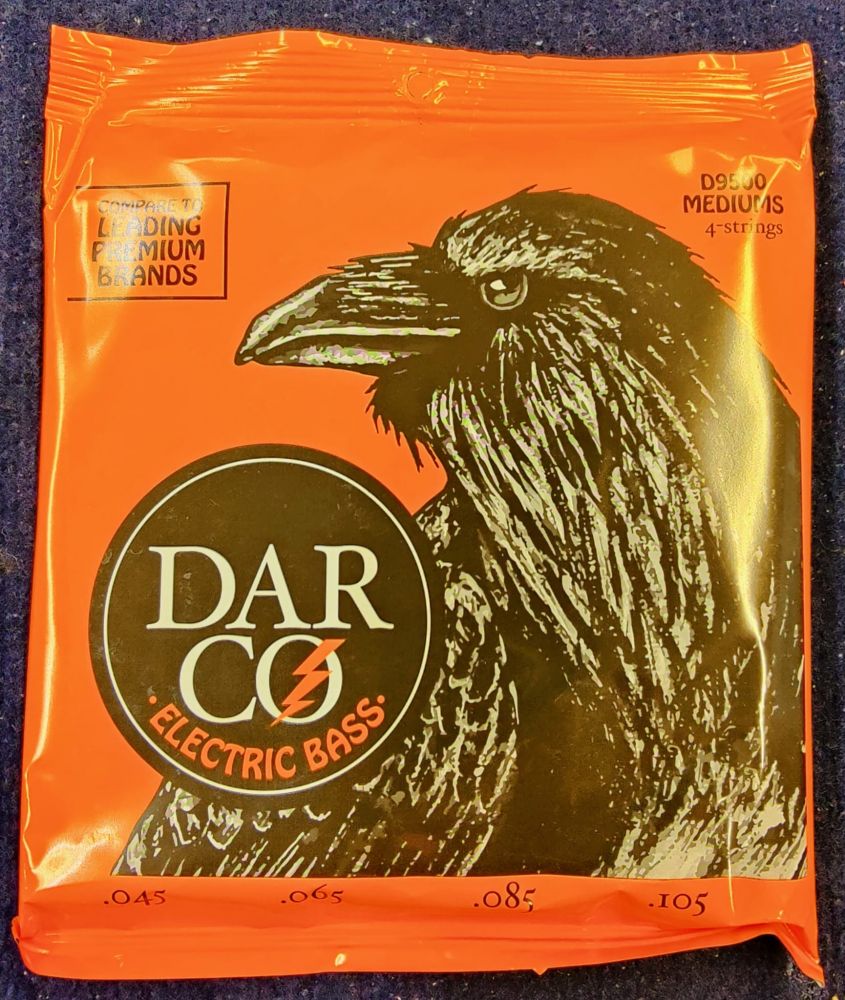 COMPARE TO
LEADING
PREMIUM
BRANDS
D9500
MEDIUMS
4-strings
DAR
CO
·ELECTRIC BASS·
.045
.065
.085
.105